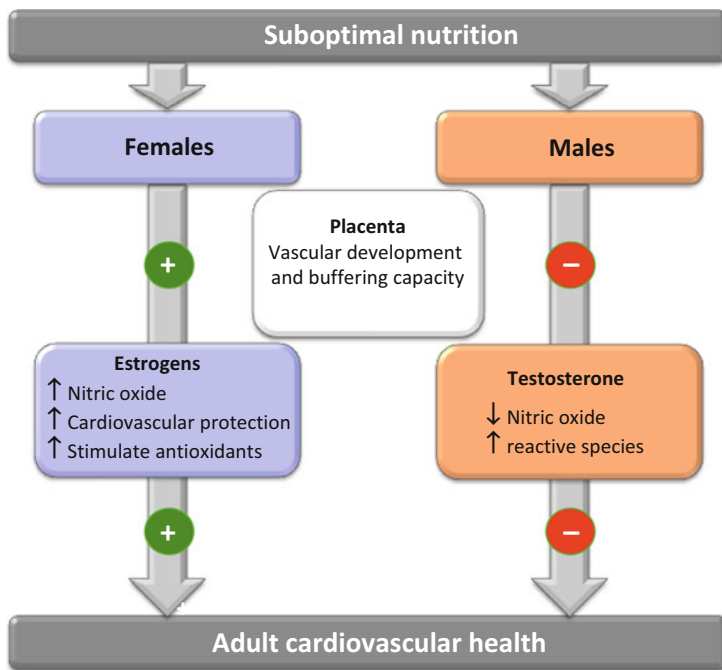 Suboptimal nutrition
Females
Males
Placenta
Vascular development
and buffering capacity
+
−
Estrogens
↑ Nitric oxide
↑ Cardiovascular protection
↑ Stimulate antioxidants
Testosterone
↓ Nitric oxide
↑ reactive species
+
−
Adult cardiovascular health